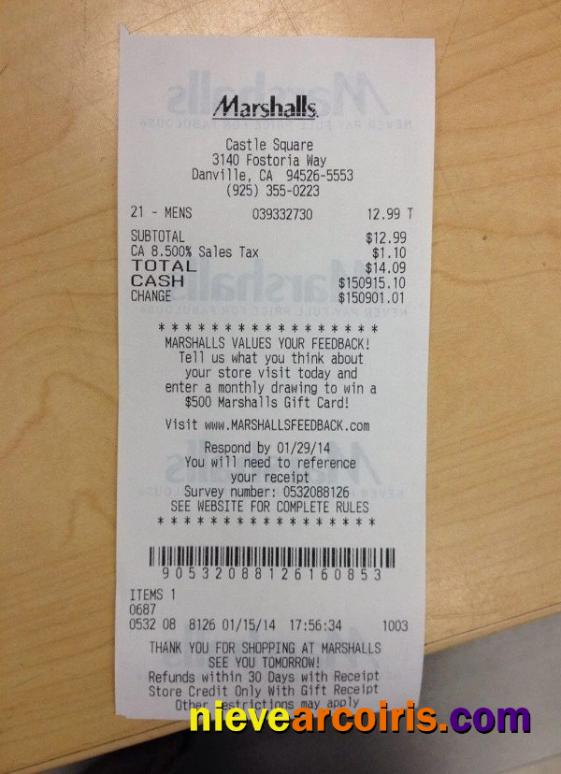 Marshalls.
Castle Square
3140 Fostoria Way
Danville, CA 94526-5553
(925) 355-0223
21 - MENS 039332730 12.99 T
SUBTOTAL $12.99
CA 8.500% Sales Tax $1.10
TOTAL $14.09
CASH $150915.10
CHANGE $150901.01
* * * * * * * * * * * * * * * * *
MARSHALLS VALUES YOUR FEEDBACK!
Tell us what you think about
your store visit today and
enter a monthly drawing to win a
$500 Marshalls Gift Card!
Visit www.MARSHALLSFEEDBACK.com
Respond by 01/29/14
You will need to reference
your receipt
Survey number: 0532088126
SEE WEBSITE FOR COMPLETE RULES
* * * * * * * * * * * * * * * * *
90532088126160853
ITEMS 1
0687
0532 08 8126 01/15/14 17:56:34 1003
THANK YOU FOR SHOPPING AT MARSHALLS
SEE YOU TOMORROW!
Refunds within 30 Days with Receipt
Store Credit Only With Gift Receipt
Other restrictions may apply
nievearcoiris.com